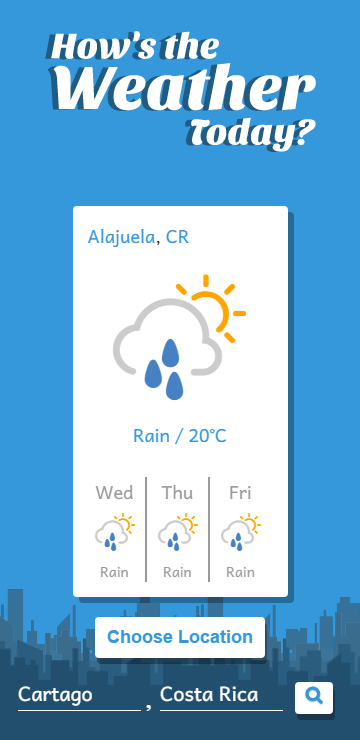 How's the
Weather
Today?
Alajuela, CR
Rain / 20°C
Wed Thu Fri
Rain Rain Rain
Choose Location
Cartago , Costa Rica